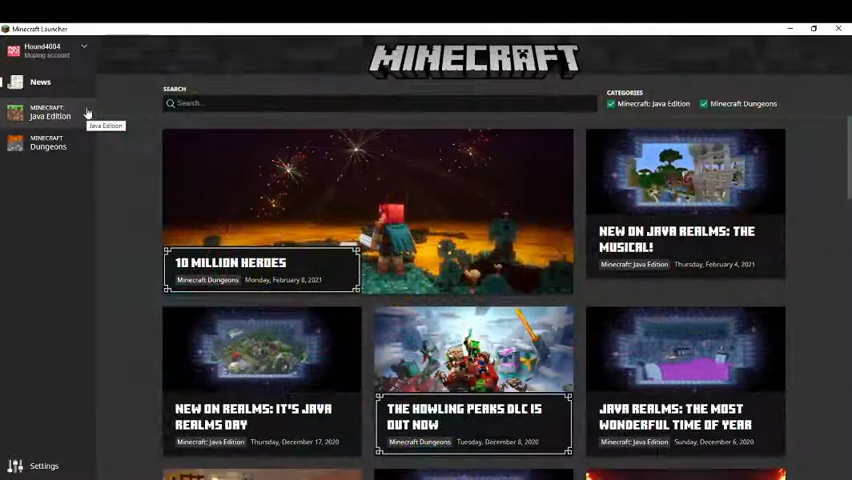 Minecraft Launcher
Hound4004
Mojang account
News
MINECRAFT:
Java Edition
Java Edition
MINECRAFT
Dungeons
Settings
MINECRAFT
SEARCH
Search...
CATEGORIES
Minecraft: Java Edition
Minecraft Dungeons
10 MILLION HEROES
Minecraft Dungeons Monday, February 8, 2021
NEW ON JAVA REALMS: THE
MUSICAL!
Minecraft: Java Edition Thursday, February 4, 2021
NEW ON REALMS: IT'S JAVA
REALMS DAY
Minecraft: Java Edition Thursday, December 17, 2020
THE HOWLING PEAKS DLC IS
OUT NOW
Minecraft Dungeons Tuesday, December 8, 2020
JAVA REALMS: THE MOST
WONDERFUL TIME OF YEAR
Minecraft: Java Edition Sunday, December 6, 2020